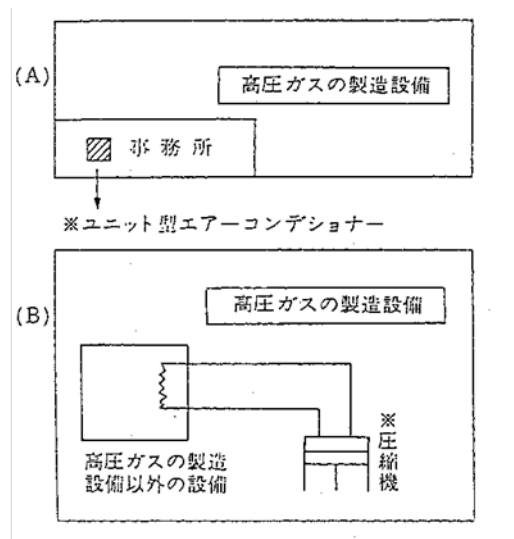 (A)
高圧ガスの製造設備
事務所
※ユニット型エアーコンデショナー
(B)
高圧ガスの製造設備
※圧縮機
高圧ガスの製造
設備以外の設備